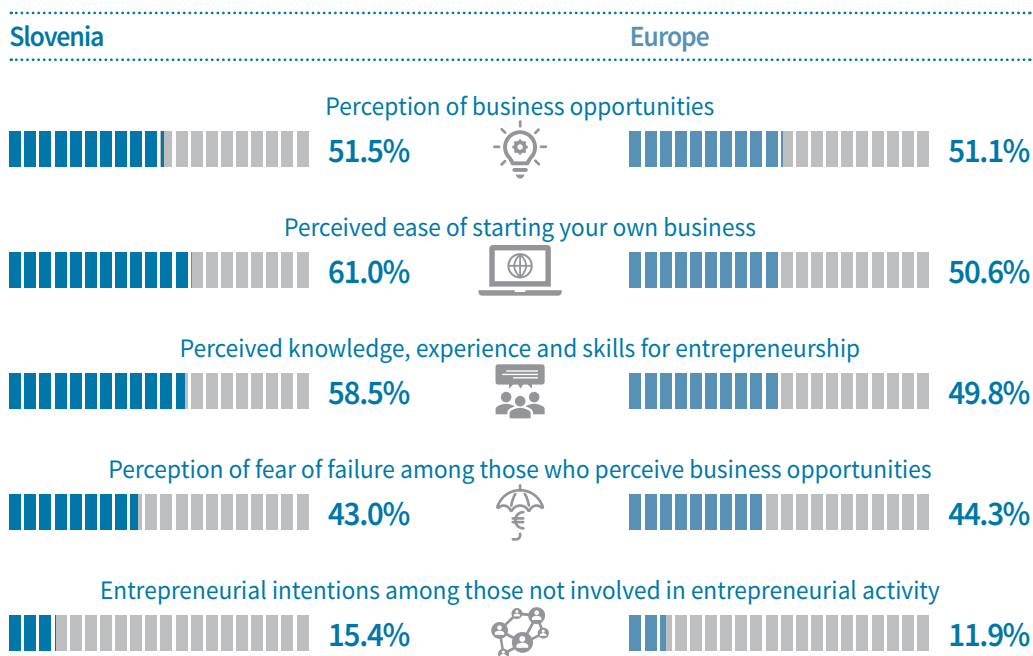 Slovenia Europe
Perception of business opportunities
51.5% 51.1%
Perceived ease of starting your own business
61.0% 50.6%
Perceived knowledge, experience and skills for entrepreneurship
58.5% 49.8%
Perception of fear of failure among those who perceive business opportunities
43.0% € 44.3%
Entrepreneurial intentions among those not involved in entrepreneurial activity
15.4% 11.9%